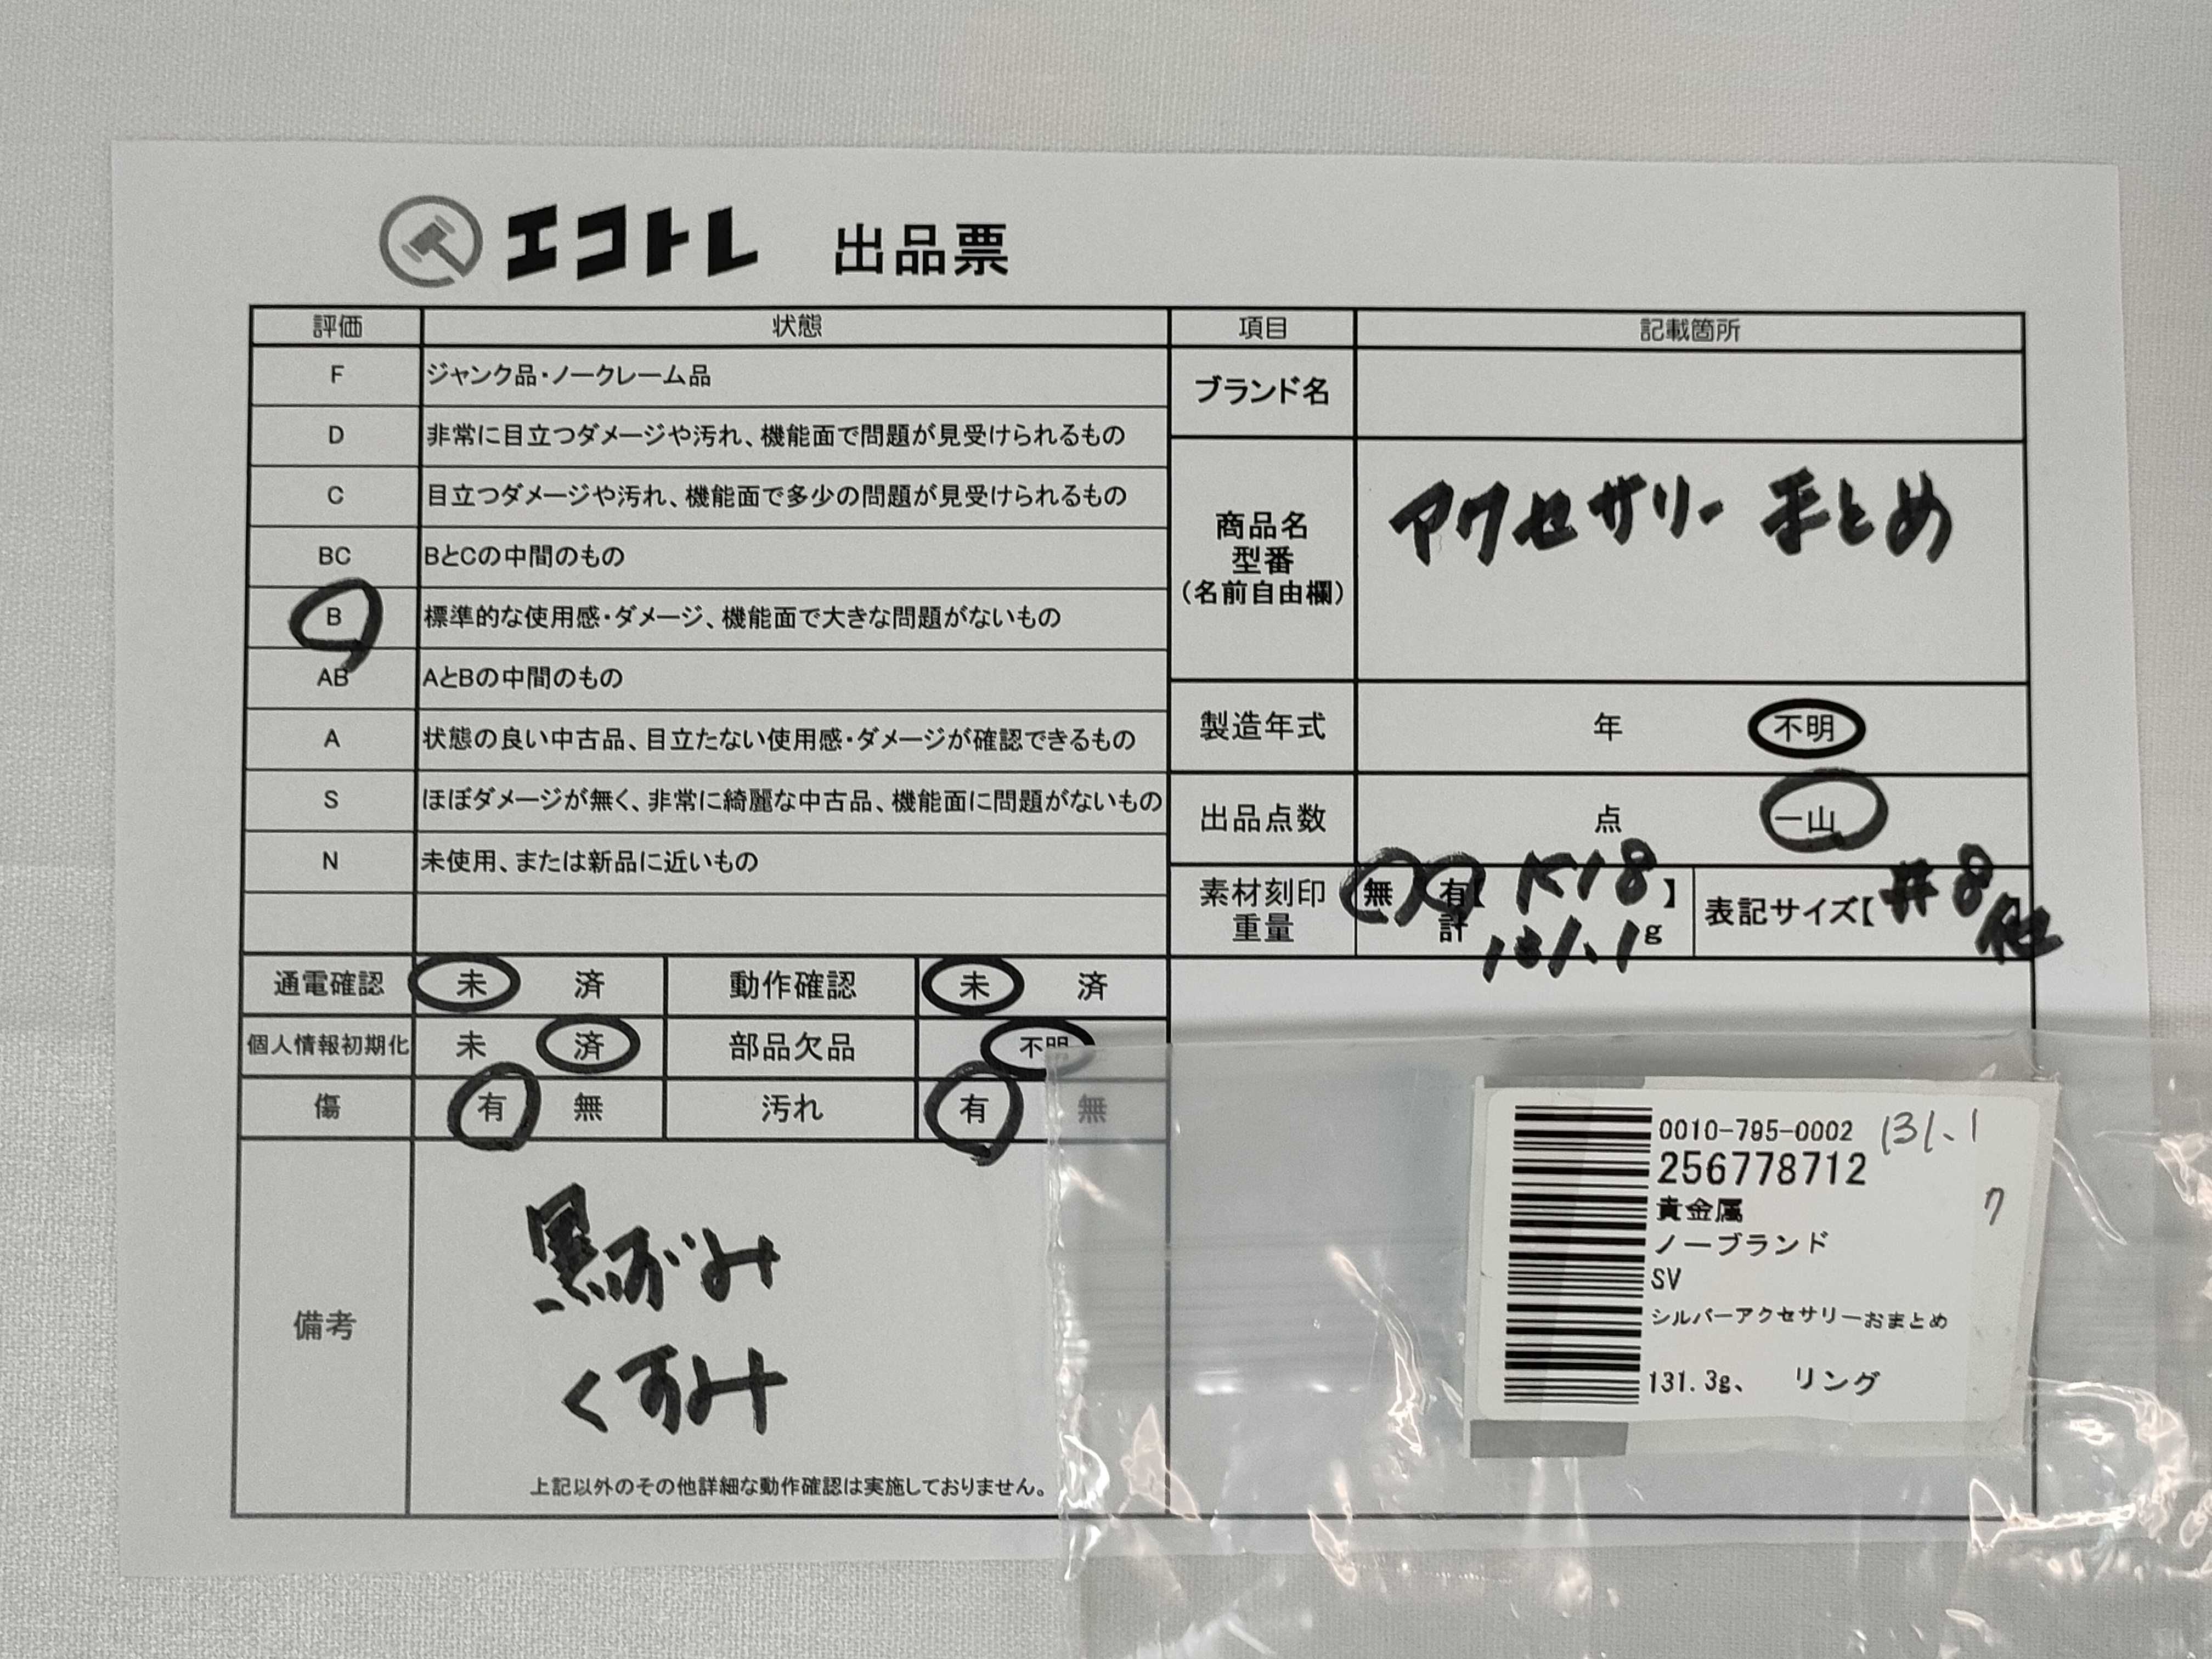 エコトレ 出品票
評価 状態 項目 記載箇所
F ジャンク品・ノークレーム品
D 非常に目立つダメージや汚れ、機能面で問題が見受けられるもの
C 目立つダメージや汚れ、機能面で多少の問題が見受けられるもの
BC BとCの中間のもの
B 標準的な使用感・ダメージ、機能面で大きな問題がないもの
AB AとBの中間のもの
A 状態の良い中古品、目立たない使用感・ダメージが確認できるもの
S ほぼダメージが無く、非常に綺麗な中古品、機能面に問題がないもの
N 未使用、または新品に近いもの
ブランド名
商品名
型番
(名前自由欄)
アクセサリー まとめ
製造年式 年 不明
出品点数 点 一山
素材刻印
重量
無 有【 K18 】
計 131.1 g
表記サイズ【 #8 他
通電確認 未 済 動作確認 未 済
個人情報初期化 未 済 部品欠品 不明
傷 有 無 汚れ 有 無
備考
黒ずみ
くすみ
上記以外のその他詳細な動作確認は実施しておりません。
0010-795-0002 131.1
256778712
貴金属
ノーブランド
SV
シルバーアクセサリーおまとめ
131.3g、 リング